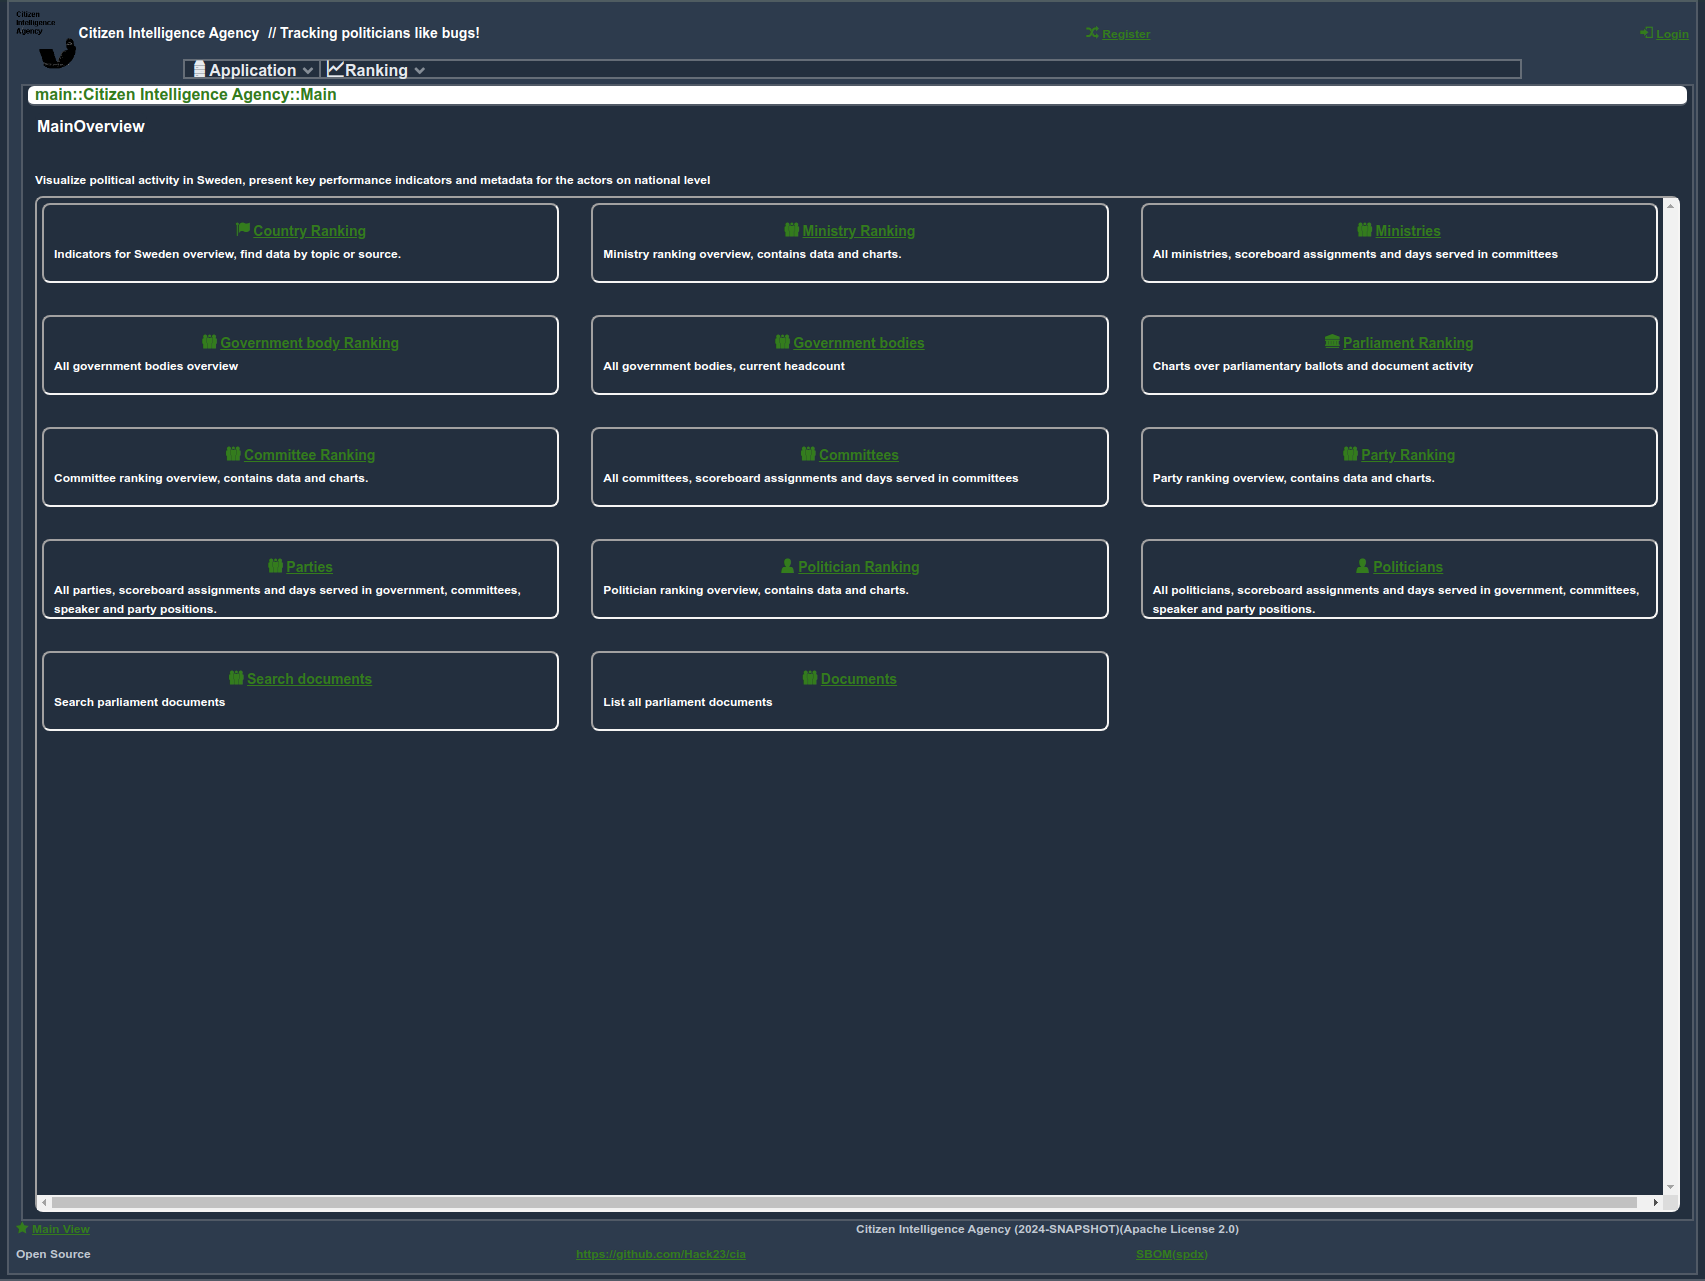 Citizen
Intelligence
Agency
Citizen Intelligence Agency // Tracking politicians like bugs!
Register
Login
Application
Ranking
main::Citizen Intelligence Agency::Main
MainOverview
Visualize political activity in Sweden, present key performance indicators and metadata for the actors on national level
Country Ranking
Indicators for Sweden overview, find data by topic or source.
Ministry Ranking
Ministry ranking overview, contains data and charts.
Ministries
All ministries, scoreboard assignments and days served in committees
Government body Ranking
All government bodies overview
Government bodies
All government bodies, current headcount
Parliament Ranking
Charts over parliamentary ballots and document activity
Committee Ranking
Committee ranking overview, contains data and charts.
Committees
All committees, scoreboard assignments and days served in committees
Party Ranking
Party ranking overview, contains data and charts.
Parties
All parties, scoreboard assignments and days served in government, committees,
speaker and party positions.
Politician Ranking
Politician ranking overview, contains data and charts.
Politicians
All politicians, scoreboard assignments and days served in government, committees,
speaker and party positions.
Search documents
Search parliament documents
Documents
List all parliament documents
Main View
Citizen Intelligence Agency (2024-SNAPSHOT)(Apache License 2.0)
Open Source
https://github.com/Hack23/cia
SBOM(spdx)